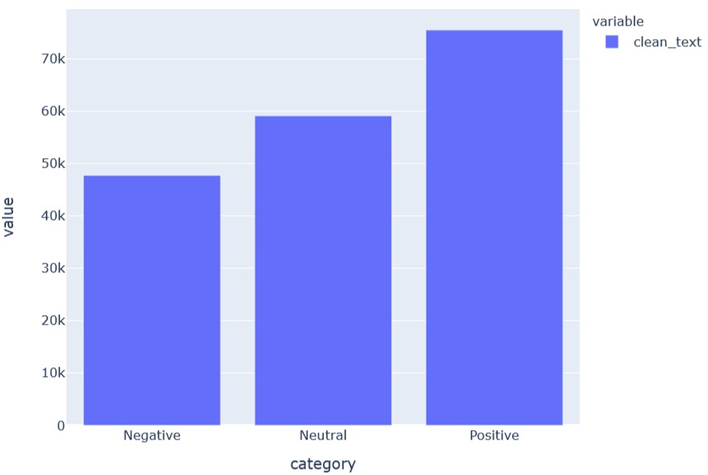 variable
clean_text
70k
60k
50k
40k
30k
20k
10k
0
value
Negative Neutral Positive
category